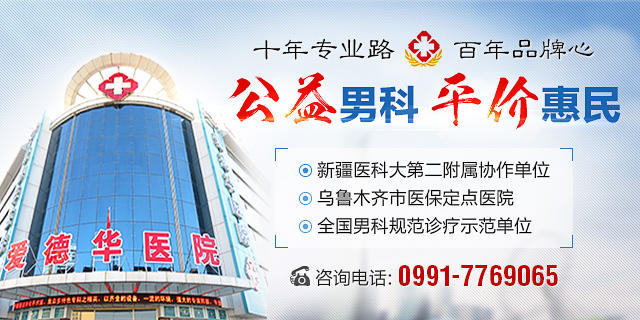 十年专业路 百年品牌心
公益男科 平价惠民
新疆医科大第二附属协作单位
乌鲁木齐市医保定点医院
全国男科规范诊疗示范单位
咨询电话: 0991-7769065
爱德华医院